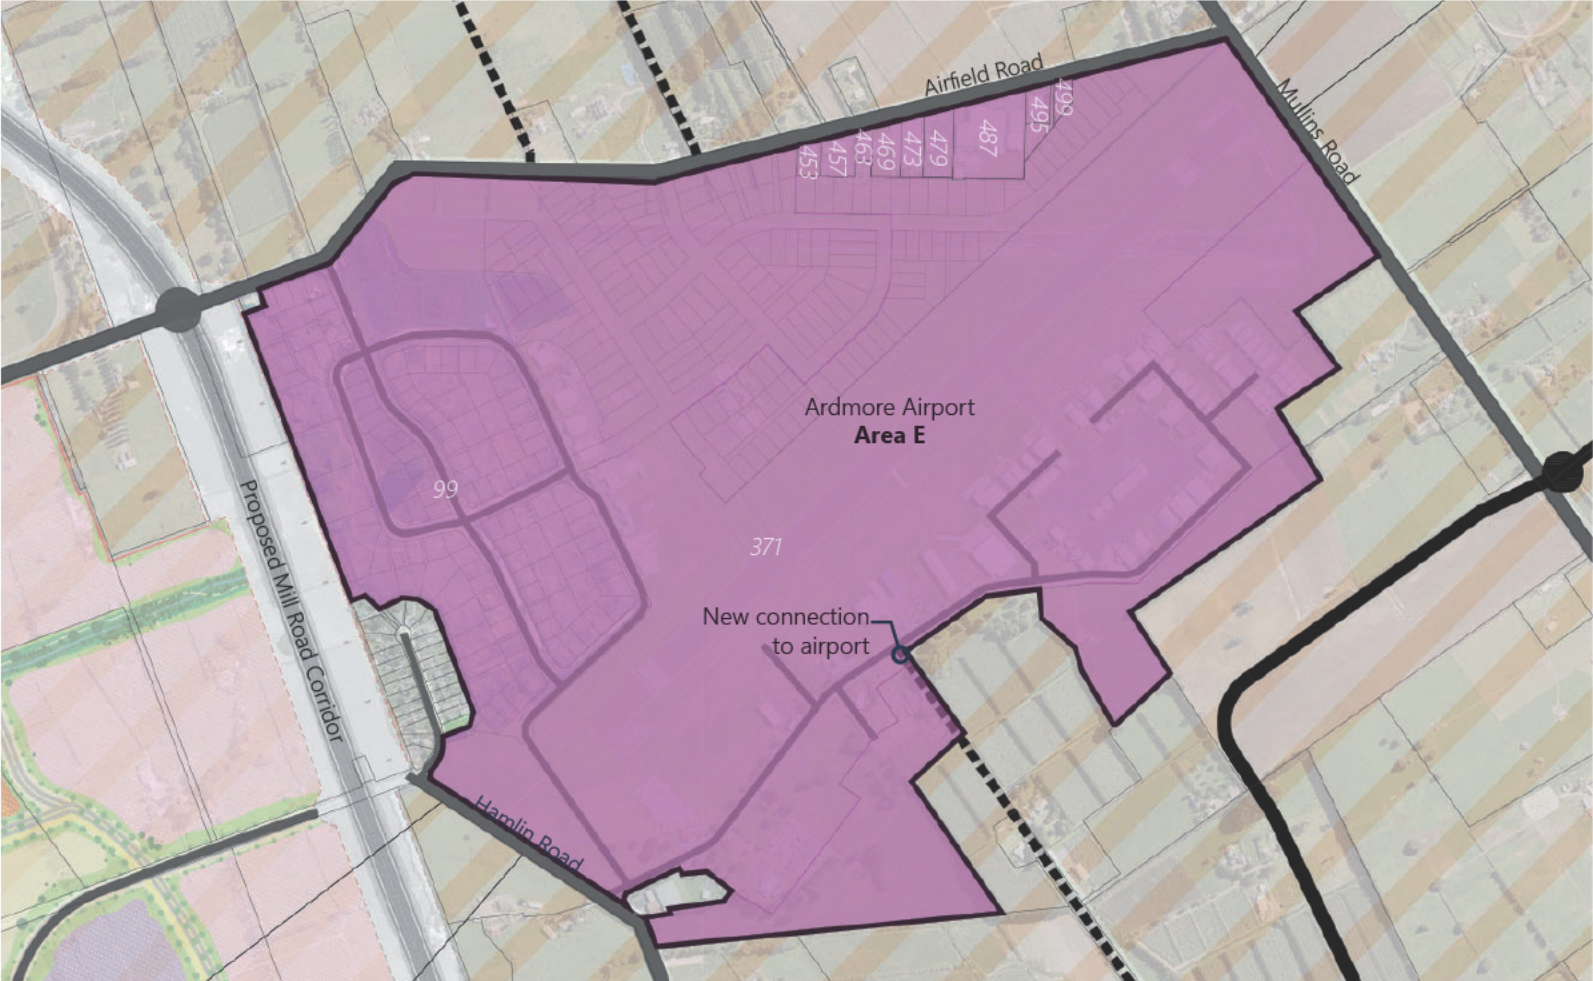 Airfield Road
Mullins Road
499
495
487
479
473
469
463
457
453
Ardmore Airport
Area E
99
371
Proposed Mill Road Corridor
New connection
to airport
Hamlin Road